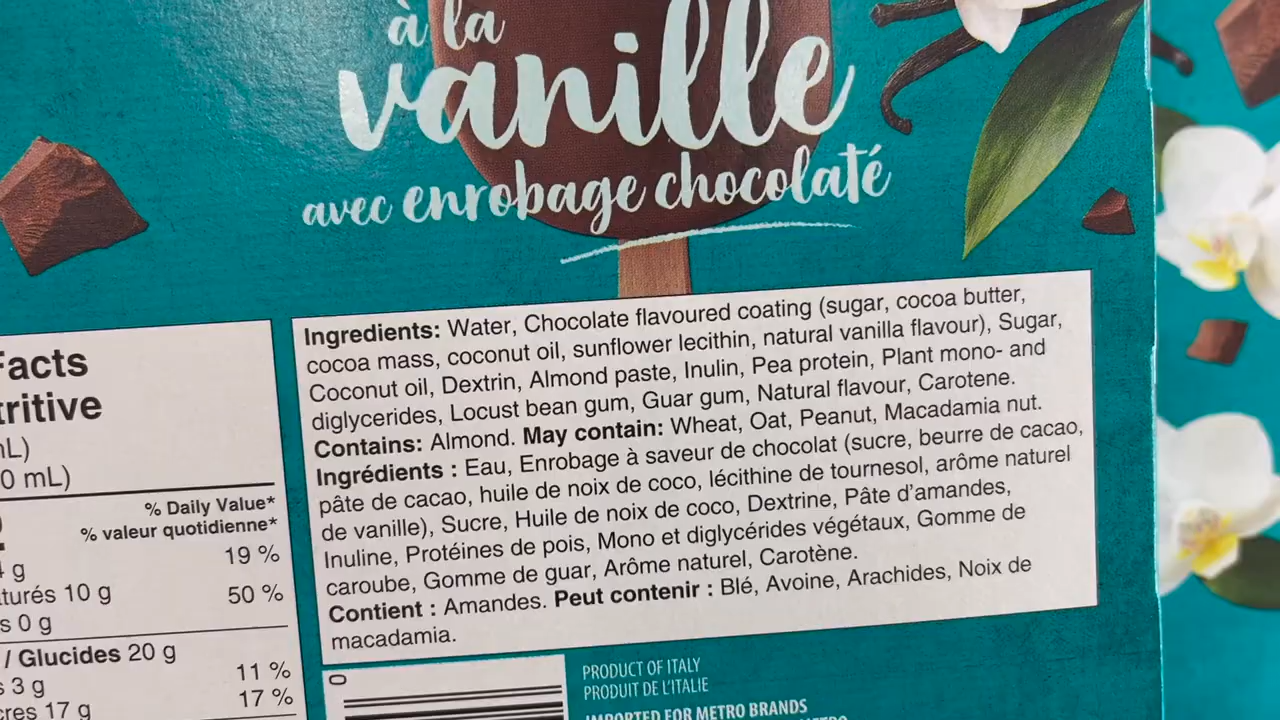 à la
vanille
avec enrobage chocolaté
Facts
tritive
mL)
0 mL)
% Daily Value*
% valeur quotidienne*
g
19 %
turés 10 g
50 %
s 0 g
/ Glucides 20 g
s 3 g
11 %
cres 17 g
17 %
Ingredients: Water, Chocolate flavoured coating (sugar, cocoa butter,
cocoa mass, coconut oil, sunflower lecithin, natural vanilla flavour), Sugar,
Coconut oil, Dextrin, Almond paste, Inulin, Pea protein, Plant mono- and
diglycerides, Locust bean gum, Guar gum, Natural flavour, Carotene.
Contains: Almond. May contain: Wheat, Oat, Peanut, Macadamia nut.
Ingrédients : Eau, Enrobage à saveur de chocolat (sucre, beurre de cacao,
pâte de cacao, huile de noix de coco, lécithine de tournesol, arôme naturel
de vanille), Sucre, Huile de noix de coco, Dextrine, Pâte d'amandes,
Inuline, Protéines de pois, Mono et diglycérides végétaux, Gomme de
caroube, Gomme de guar, Arôme naturel, Carotène.
Contient : Amandes. Peut contenir : Blé, Avoine, Arachides, Noix de
macadamia.
0
PRODUCT OF ITALY
PRODUIT DE L'ITALIE
IMPORTED FOR METRO BRANDS